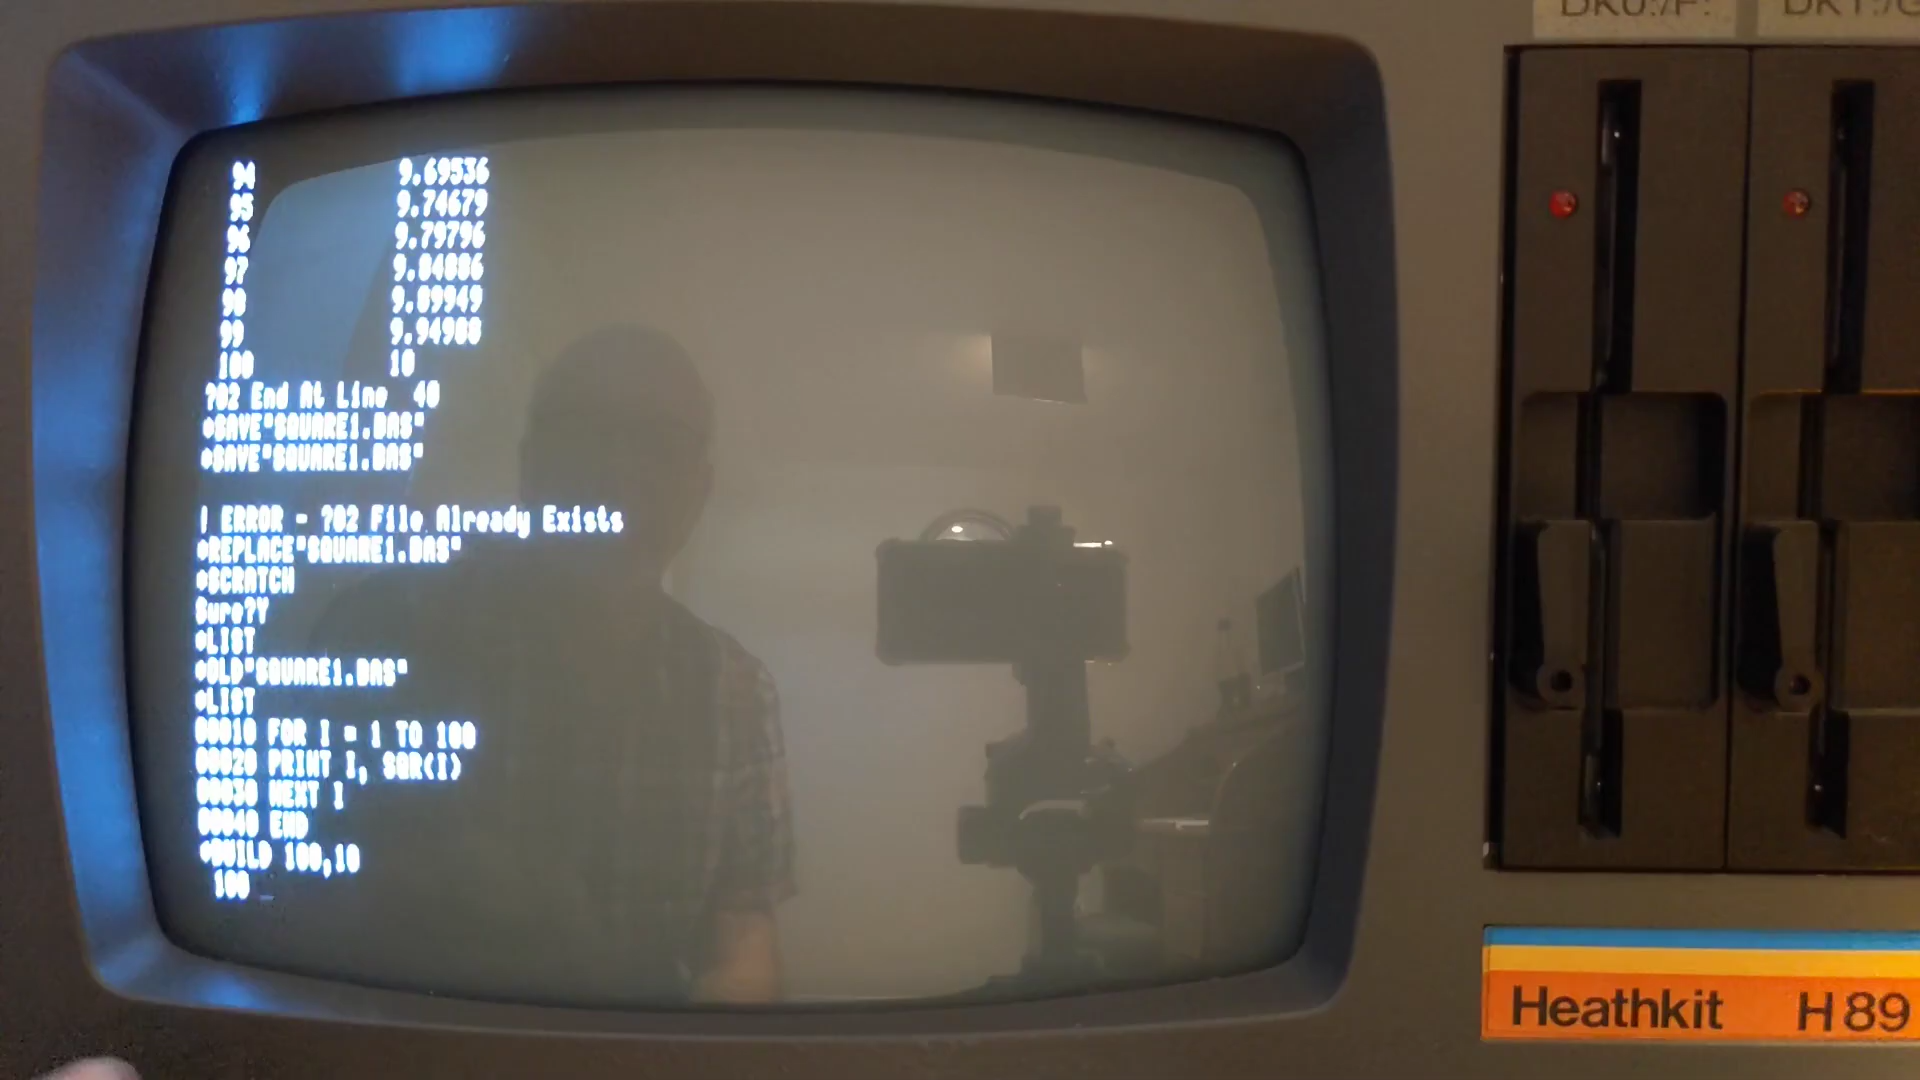 DK0:/F:
DK1:/G
94 9.69536
95 9.74679
96 9.79796
97 9.84886
98 9.89949
99 9.94988
100 10
?02 End At Line 40
*SAVE"SQUARE1.BAS"
*SAVE"SQUARE1.BAS"
! ERROR - ?02 File Already Exists
*REPLACE"SQUARE1.BAS"
*SCRATCH
Sure?Y
*LIST
*OLD"SQUARE1.BAS"
*LIST
00010 FOR I = 1 TO 100
00020 PRINT I, SQR(I)
00030 NEXT I
00040 END
*BUILD 100,10
100 _
Heathkit H89